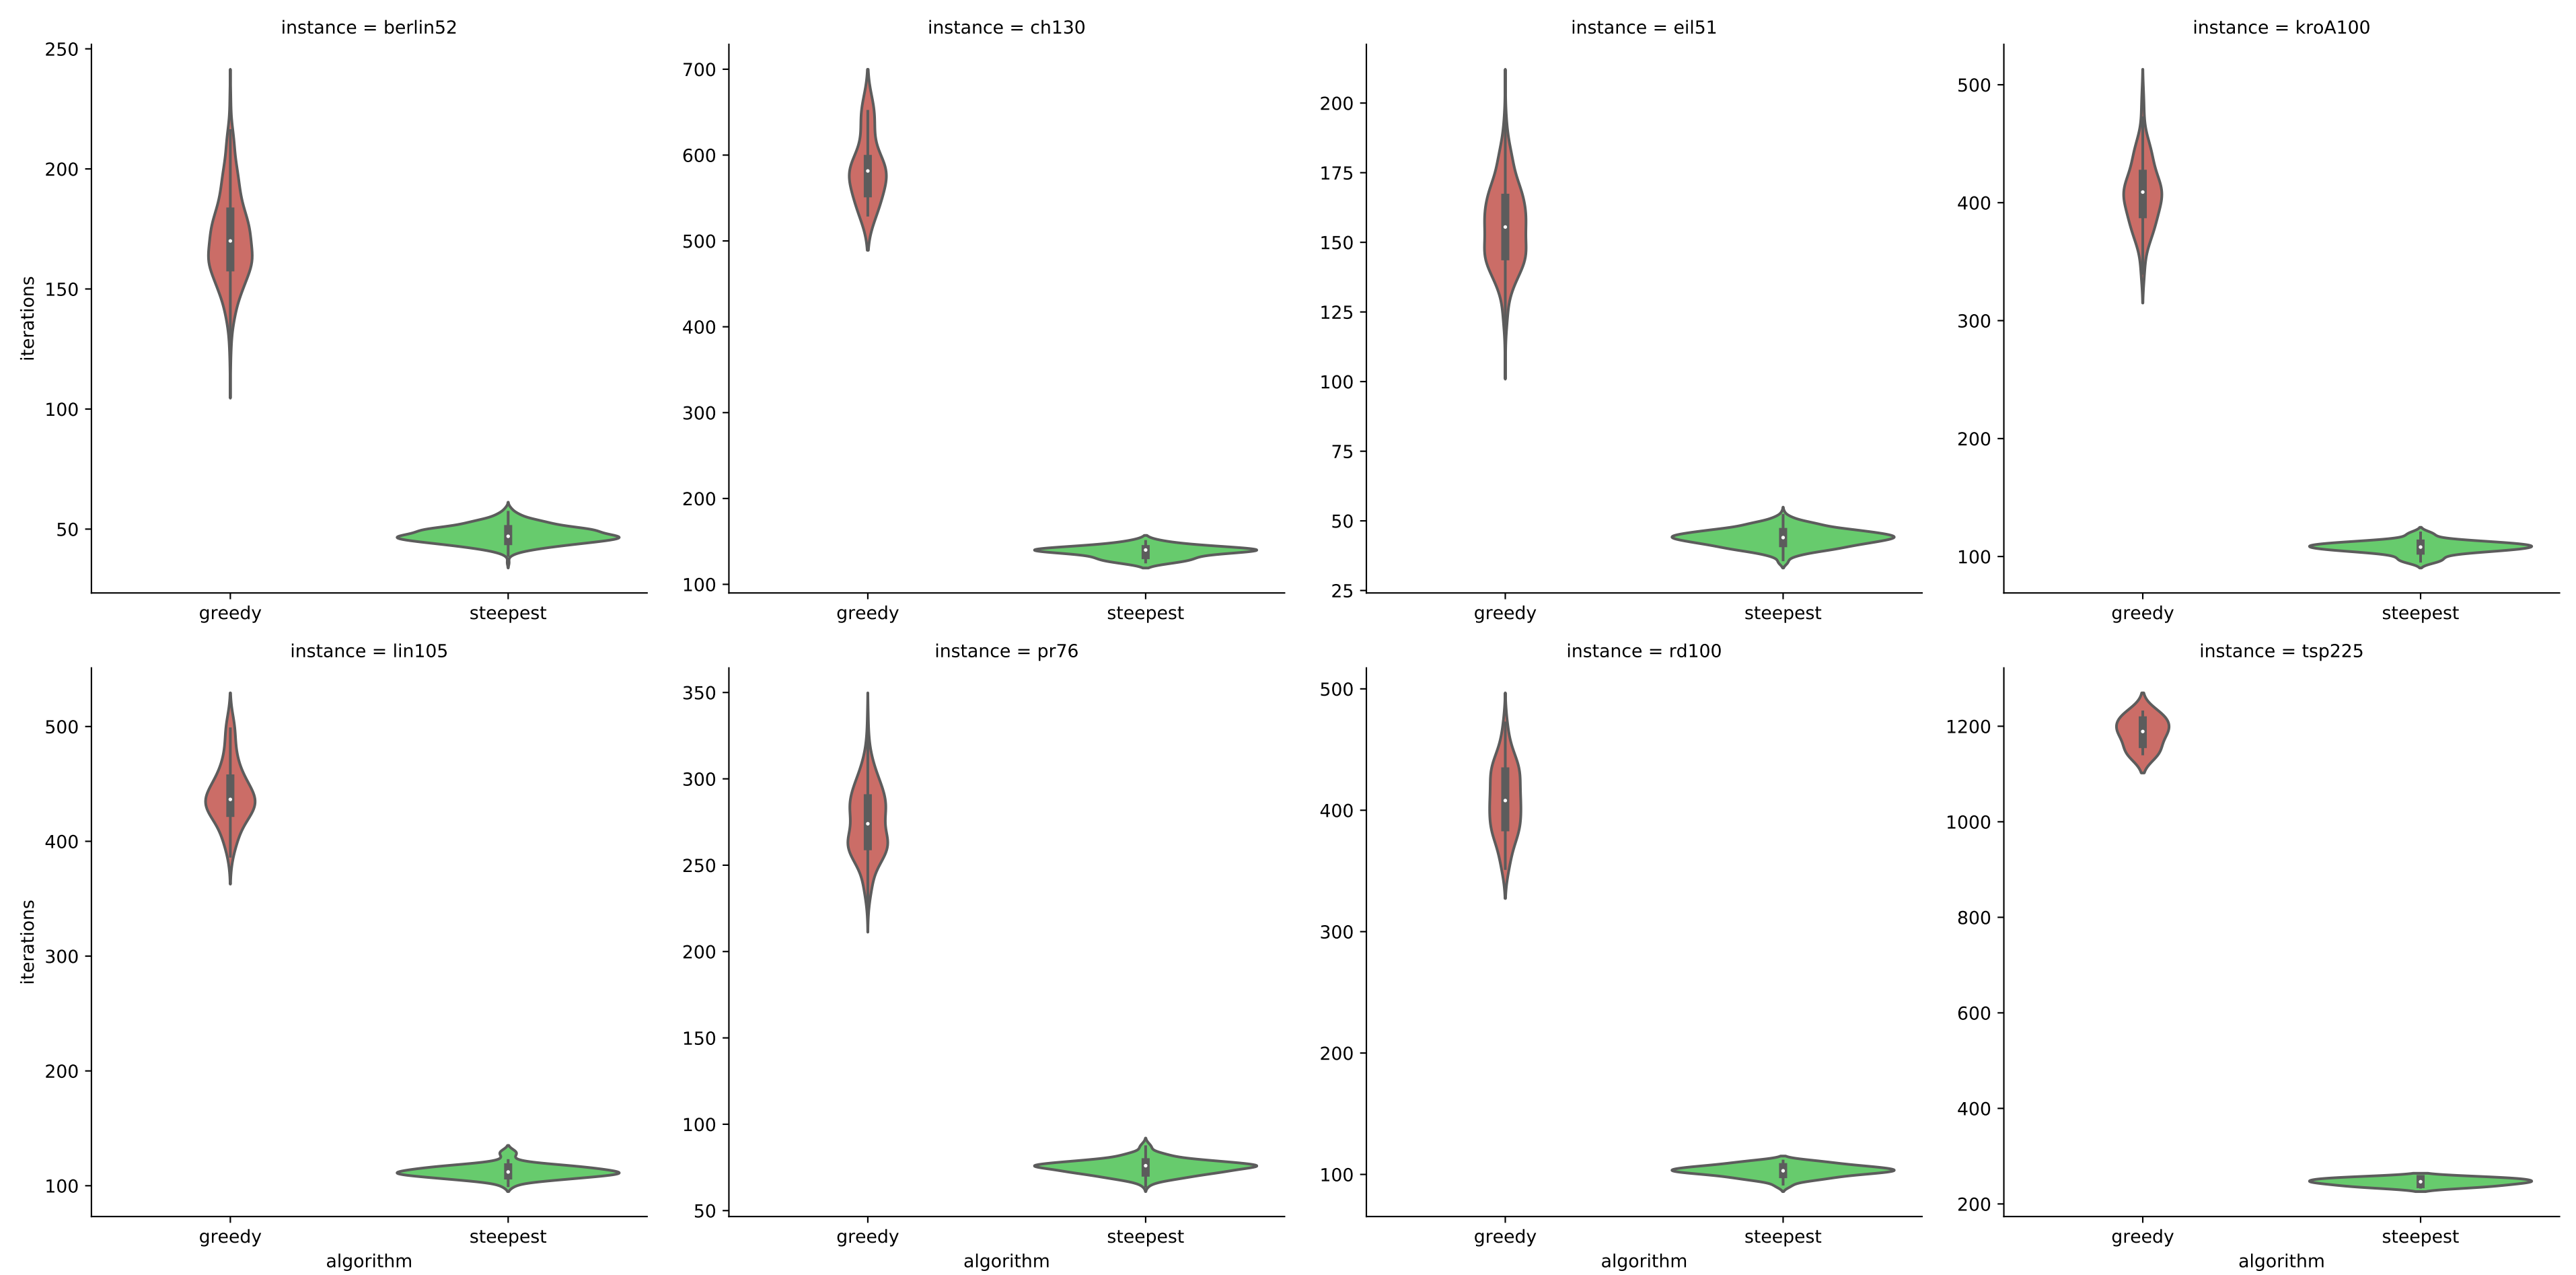 instance = berlin52
250
200
150
100
50
iterations
greedy
steepest
instance = ch130
700
600
500
400
300
200
100
greedy
steepest
instance = eil51
200
175
150
125
100
75
50
25
greedy
steepest
instance = kroA100
500
400
300
200
100
greedy
steepest
instance = lin105
500
400
300
200
100
iterations
greedy
steepest
algorithm
instance = pr76
350
300
250
200
150
100
50
greedy
steepest
algorithm
instance = rd100
500
400
300
200
100
greedy
steepest
algorithm
instance = tsp225
1200
1000
800
600
400
200
greedy
steepest
algorithm